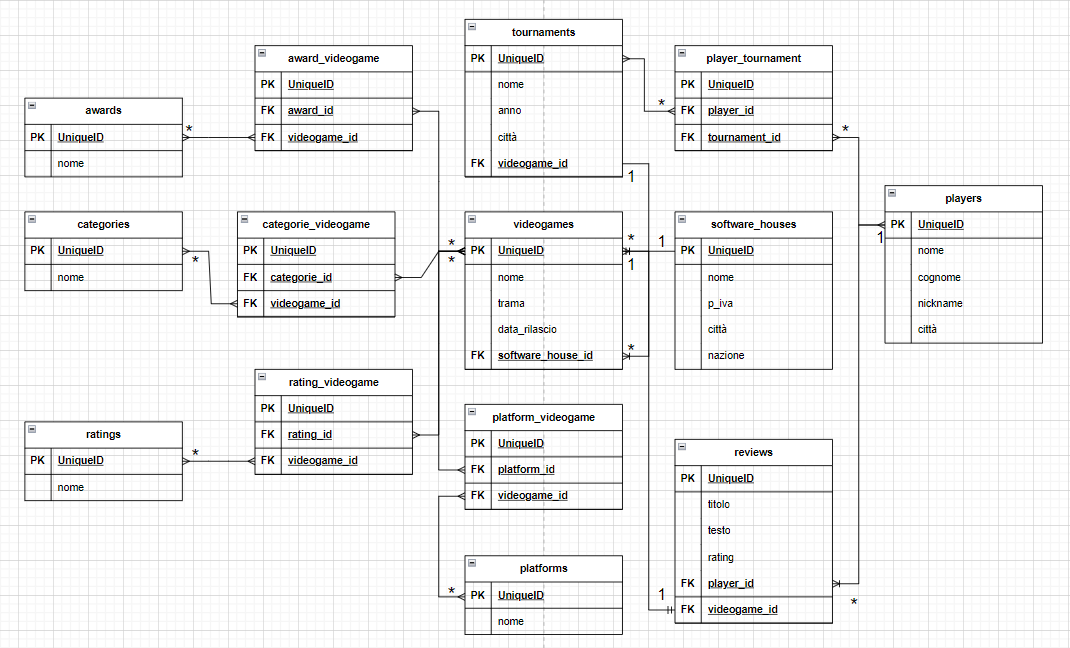 tournaments
PK UniqueID
nome
anno
città
FK videogame_id
1
award_videogame
PK UniqueID
FK award_id
FK videogame_id
player_tournament
PK UniqueID
* FK player_id
FK tournament_id *
awards
PK UniqueID *
nome
players
1 PK UniqueID
nome
cognome
nickname
città
categories
PK UniqueID *
nome
categorie_videogame
PK UniqueID
FK categorie_id
FK videogame_id
videogames
* * PK UniqueID * 1
nome
trama
data_rilascio
FK software_house_id *
software_houses
1 PK UniqueID
nome
p_iva
città
nazione
rating_videogame
PK UniqueID
FK rating_id
FK videogame_id
ratings
PK UniqueID *
nome
platform_videogame
PK UniqueID
FK platform_id
FK videogame_id
reviews
PK UniqueID
titolo
testo
rating
FK player_id *
1 FK videogame_id
platforms
* PK UniqueID
nome